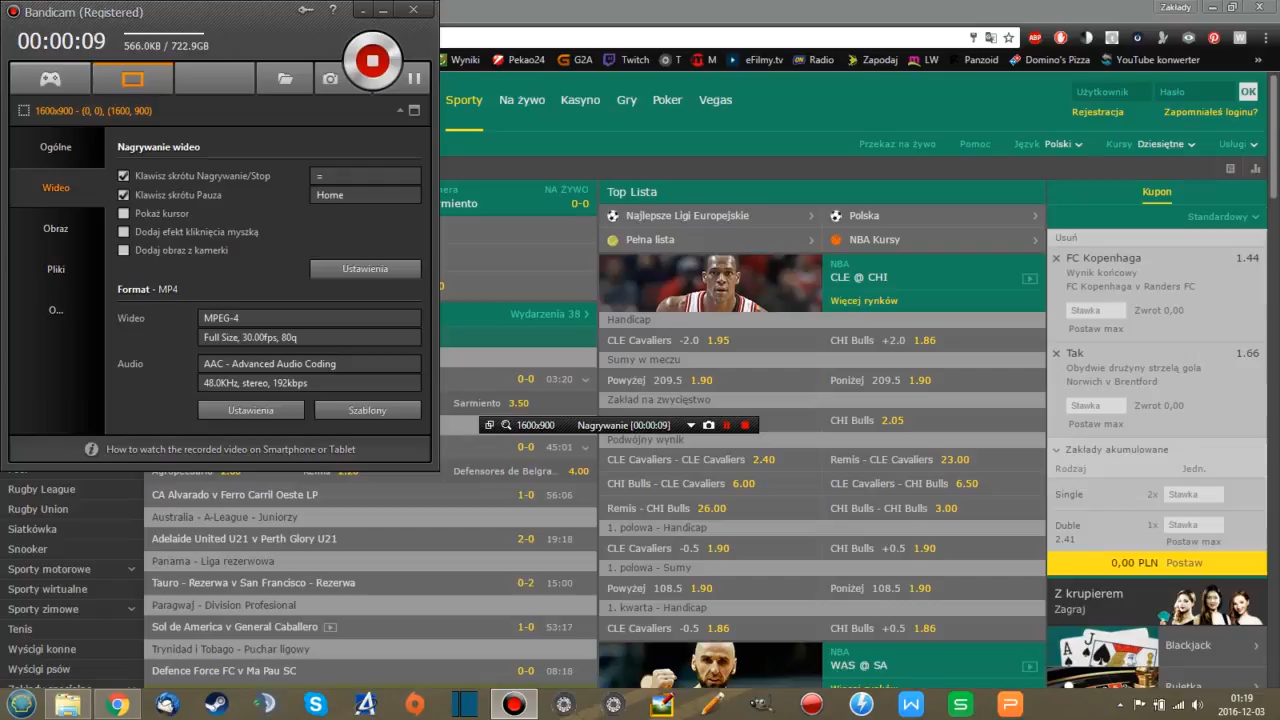 Bandicam (Registered)
?
Zakłady
00:00:09
566.0KB / 722.9GB
ABP
Wyniki
Pekao24
G2A
Twitch
T
M
eFilmy.tv
Radio
Zapodaj
LW
Panzoid
Domino's Pizza
YouTube konwerter
»
1600x900 - (0, 0), (1600, 900)
Sporty
Na żywo
Kasyno
Gry
Poker
Vegas
Użytkownik
Hasło
OK
Rejestracja
Zapomniałeś loginu?
Przekaz na żywo
Pomoc
Język Polski
Kursy Dziesiętne
Usługi
Ogólne
Wideo
Obraz
Pliki
O...
Nagrywanie wideo
Klawisz skrótu Nagrywanie/Stop
=
Klawisz skrótu Pauza
Home
Pokaż kursor
Dodaj efekt kliknięcia myszką
Dodaj obraz z kamerki
Ustawienia
Format - MP4
Wideo
MPEG-4
Full Size, 30.00fps, 80q
Audio
AAC - Advanced Audio Coding
48.0KHz, stereo, 192kbps
Ustawienia
Szablony
How to watch the recorded video on Smartphone or Tablet
NA ŻYWO
rmiento
0-0
Wydarzenia 38
0-0 03:20
Sarmiento 3.50
1600x900
Nagrywanie [00:00:09]
0-0 45:01
Defensores de Belgra... 4.00
CA Alvarado v Ferro Carril Oeste LP 1-0 56:06
Australia - A-League - Juniorzy
Adelaide United U21 v Perth Glory U21 2-0 19:18
Panama - Liga rezerwowa
Tauro - Rezerwa v San Francisco - Rezerwa 0-2 15:00
Paragwaj - Division Profesional
Sol de America v General Caballero 1-0 53:17
Trynidad i Tobago - Puchar ligowy
Defence Force FC v Ma Pau SC 0-0 08:18
Rugby League
Rugby Union
Siatkówka
Snooker
Sporty motorowe
Sporty wirtualne
Sporty zimowe
Tenis
Wyścigi konne
Wyścigi psów
Top Lista
Najlepsze Ligi Europejskie
Polska
Pełna lista
NBA Kursy
NBA
CLE @ CHI
Więcej rynków
Handicap
CLE Cavaliers -2.0 1.95
CHI Bulls +2.0 1.86
Sumy w meczu
Powyżej 209.5 1.90
Poniżej 209.5 1.90
Zakład na zwycięstwo
CHI Bulls 2.05
Podwójny wynik
CLE Cavaliers - CLE Cavaliers 2.40
Remis - CLE Cavaliers 23.00
CHI Bulls - CLE Cavaliers 6.00
CLE Cavaliers - CHI Bulls 6.50
Remis - CHI Bulls 26.00
CHI Bulls - CHI Bulls 3.00
1. polowa - Handicap
CLE Cavaliers -0.5 1.90
CHI Bulls +0.5 1.90
1. polowa - Sumy
Powyżej 108.5 1.90
Poniżej 108.5 1.90
1. kwarta - Handicap
CLE Cavaliers -0.5 1.86
CHI Bulls +0.5 1.86
NBA
WAS @ SA
Kupon
Standardowy
Usuń
FC Kopenhaga 1.44
Wynik końcowy
FC Kopenhaga v Randers FC
Stawka Zwrot 0,00
Postaw max
Tak 1.66
Obydwie drużyny strzelą gola
Norwich v Brentford
Stawka Zwrot 0,00
Postaw max
Zakłady akumulowane
Rodzaj Jedn.
Single 2x Stawka
Duble 1x Stawka
2.41 Postaw max
0,00 PLN Postaw
Z krupierem
Zagraj
Blackjack
01:19
2016-12-03